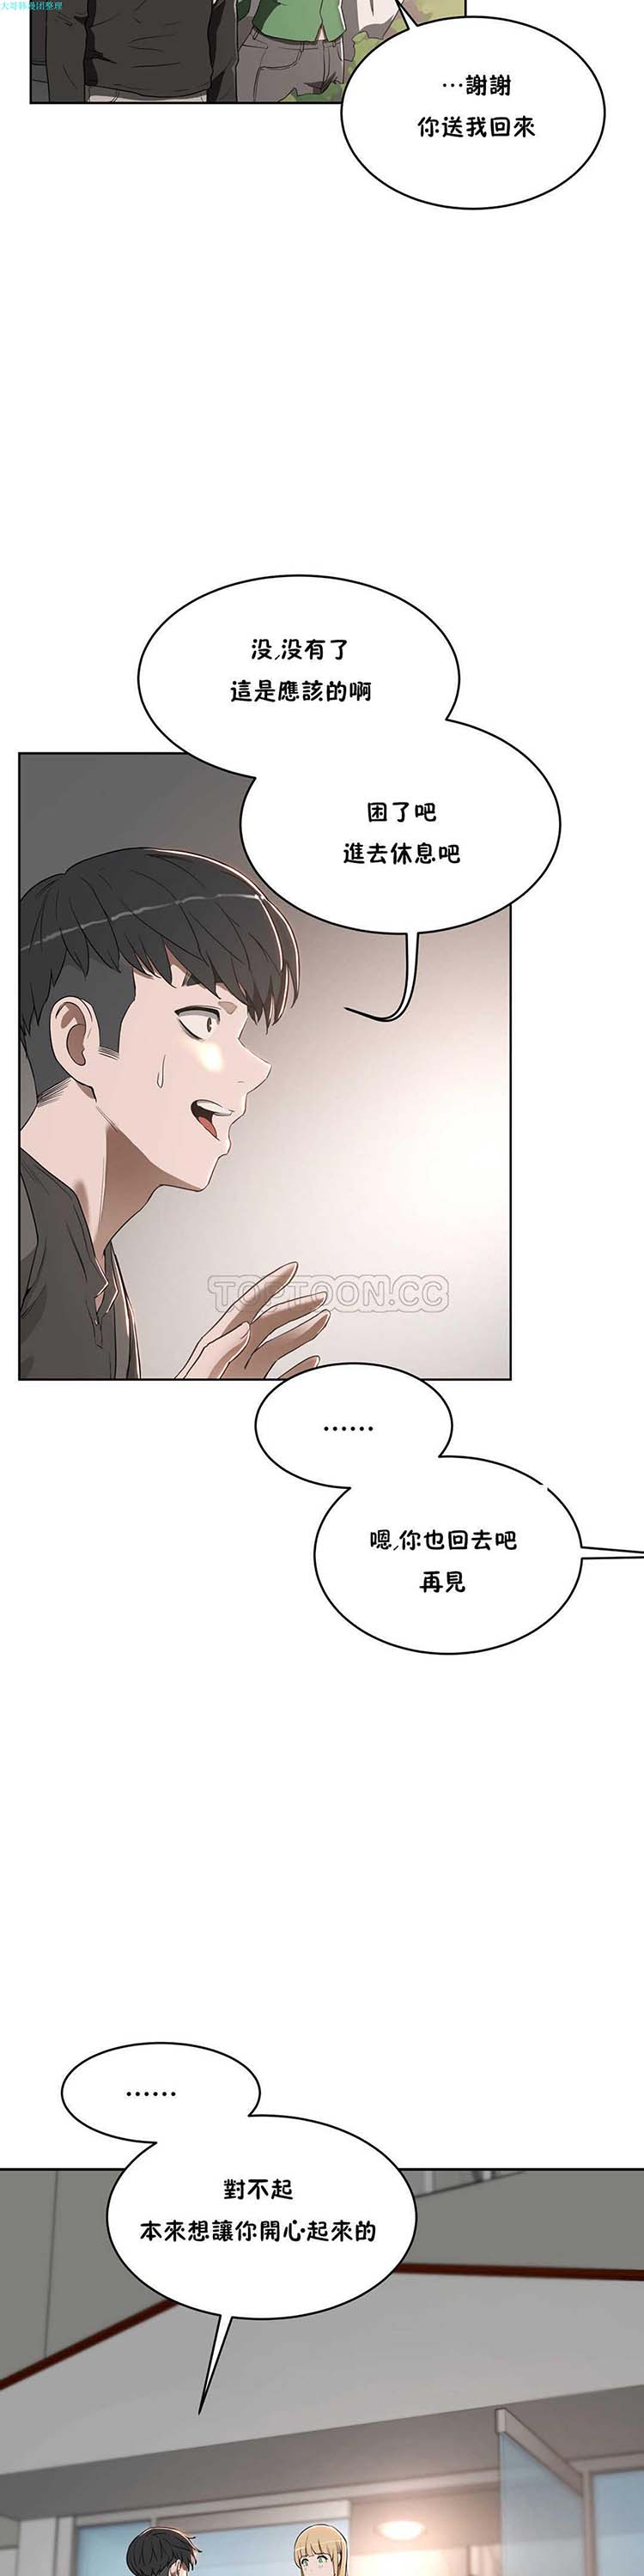 大哥韩漫团整理
…謝謝
你送我回來
没,没有了
這是應該的啊
困了吧
進去休息吧
TOPTOON.CC
……
嗯,你也回去吧
再見
……
對不起
本來想讓你開心起來的